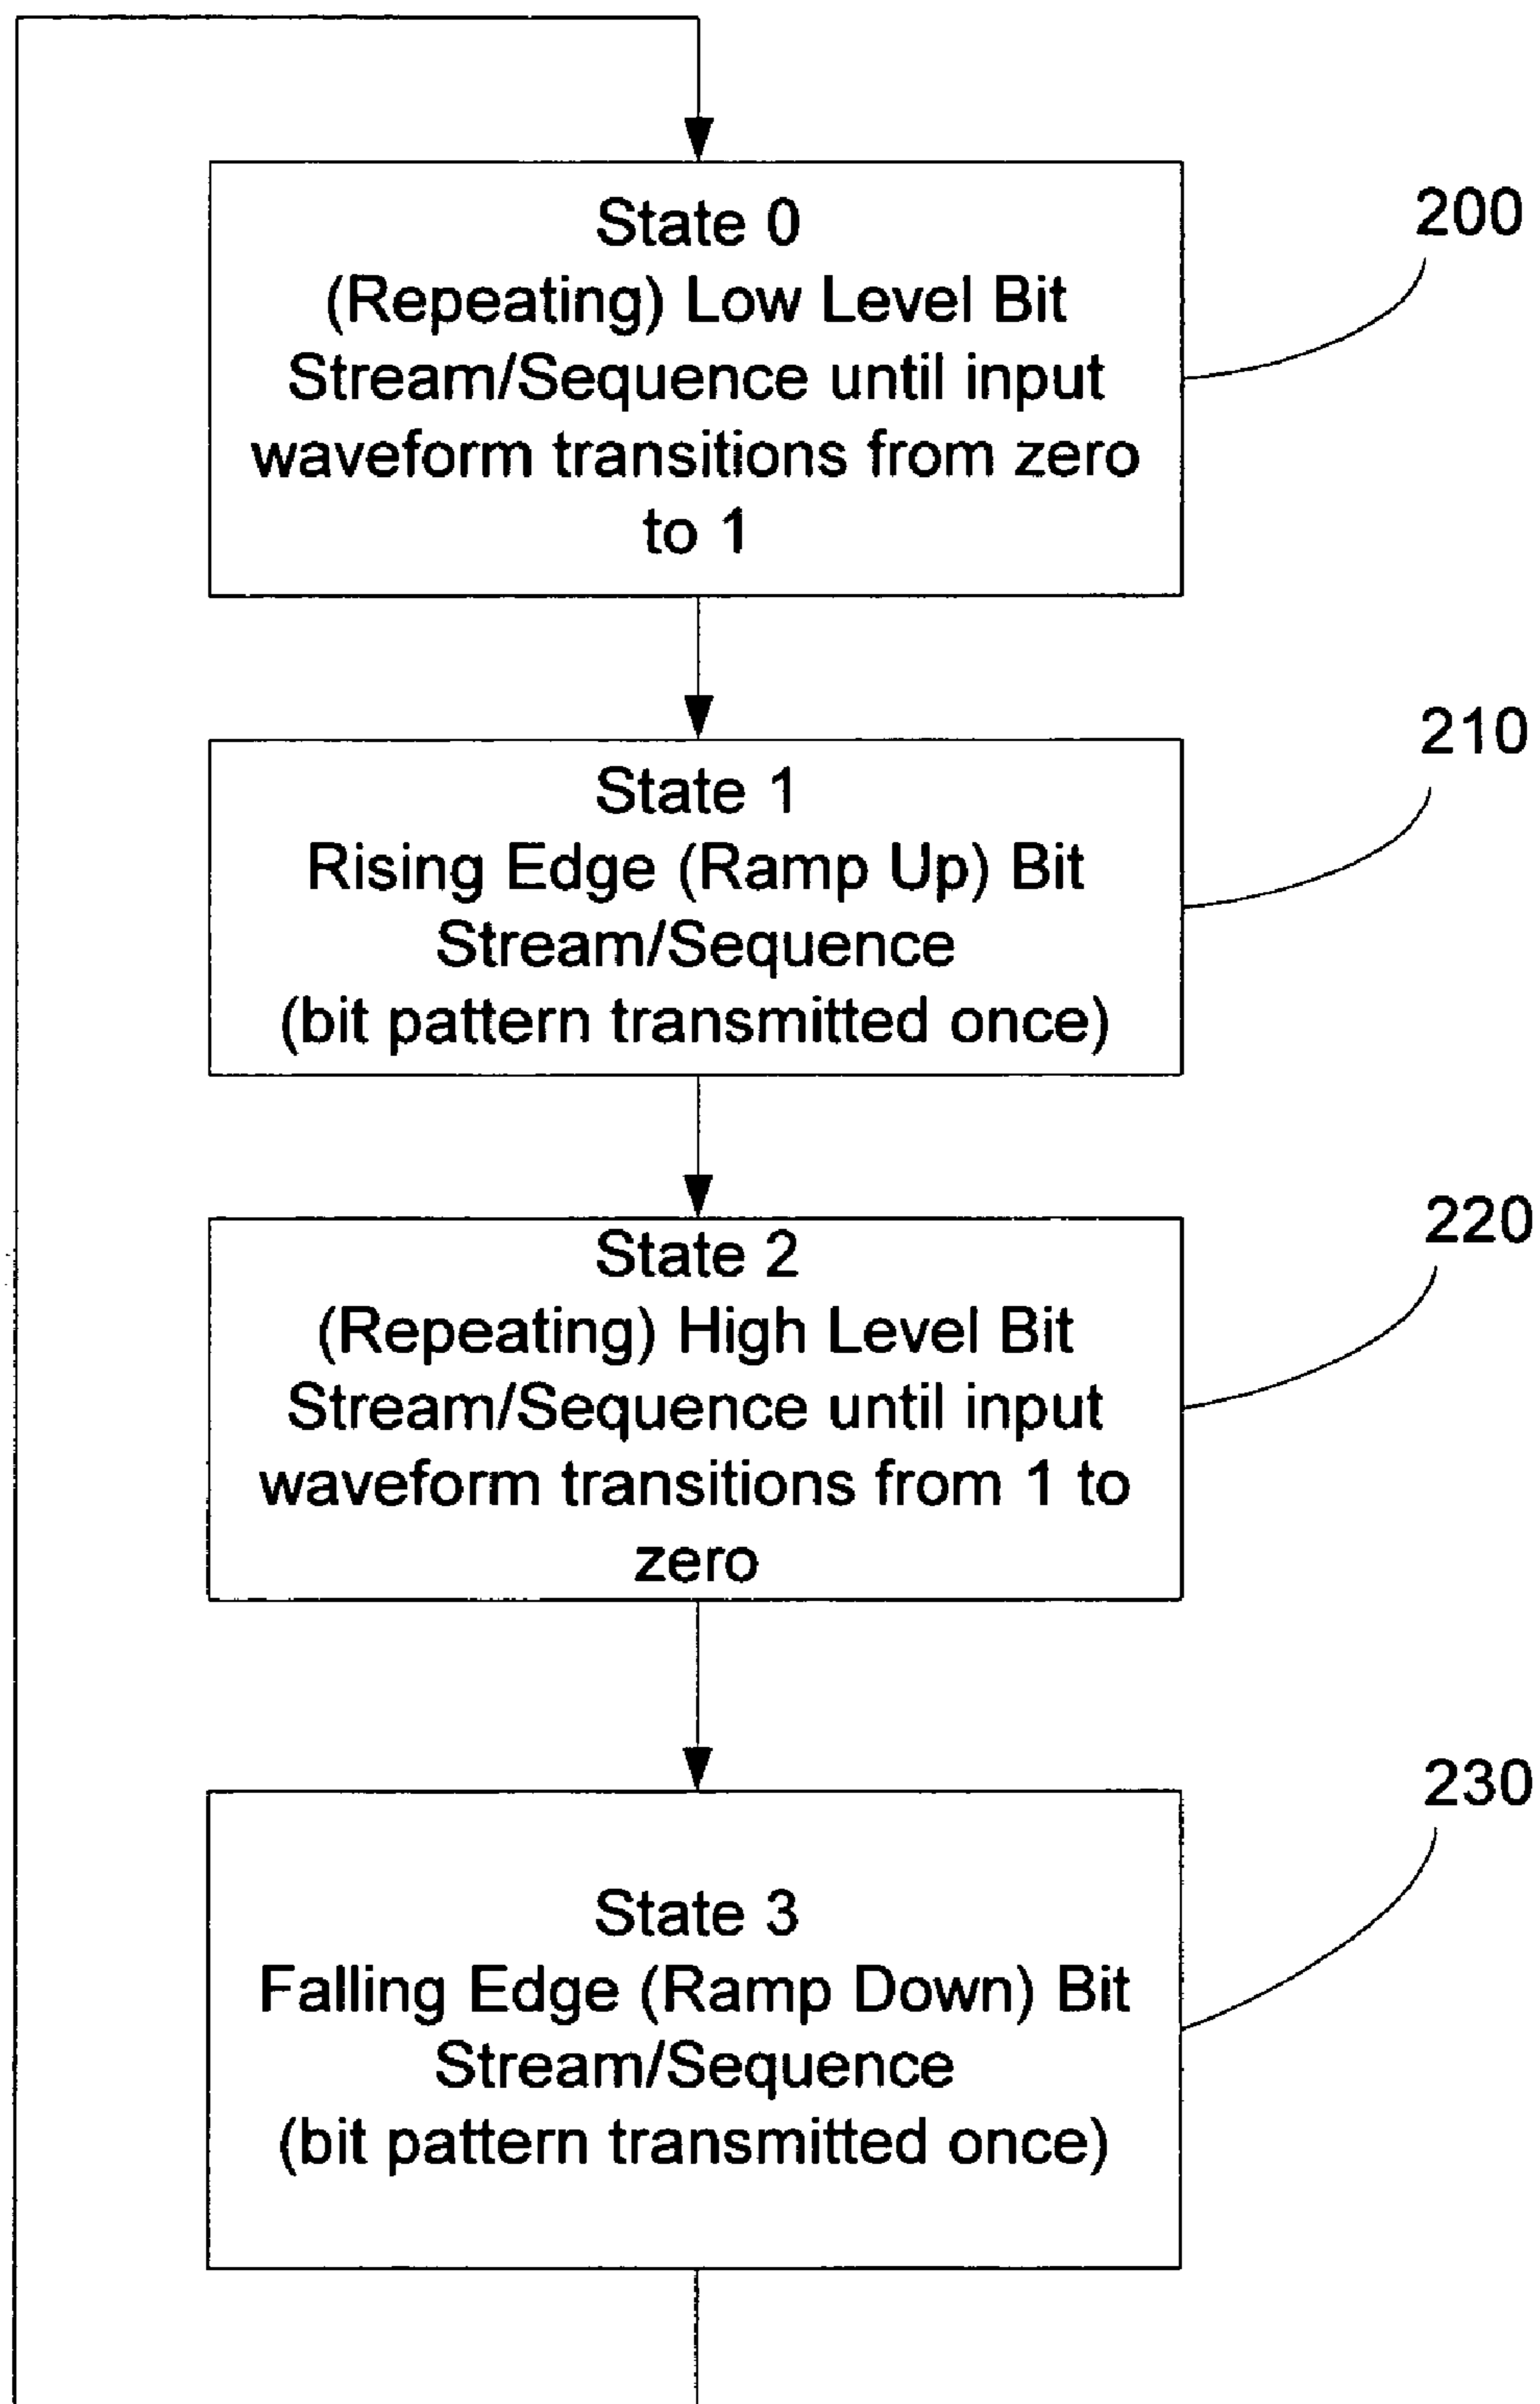 State 0
(Repeating) Low Level Bit
Stream/Sequence until input
waveform transitions from zero
to 1
200
State 1
Rising Edge (Ramp Up) Bit
Stream/Sequence
(bit pattern transmitted once)
210
State 2
(Repeating) High Level Bit
Stream/Sequence until input
waveform transitions from 1 to
zero
220
State 3
Falling Edge (Ramp Down) Bit
Stream/Sequence
(bit pattern transmitted once)
230